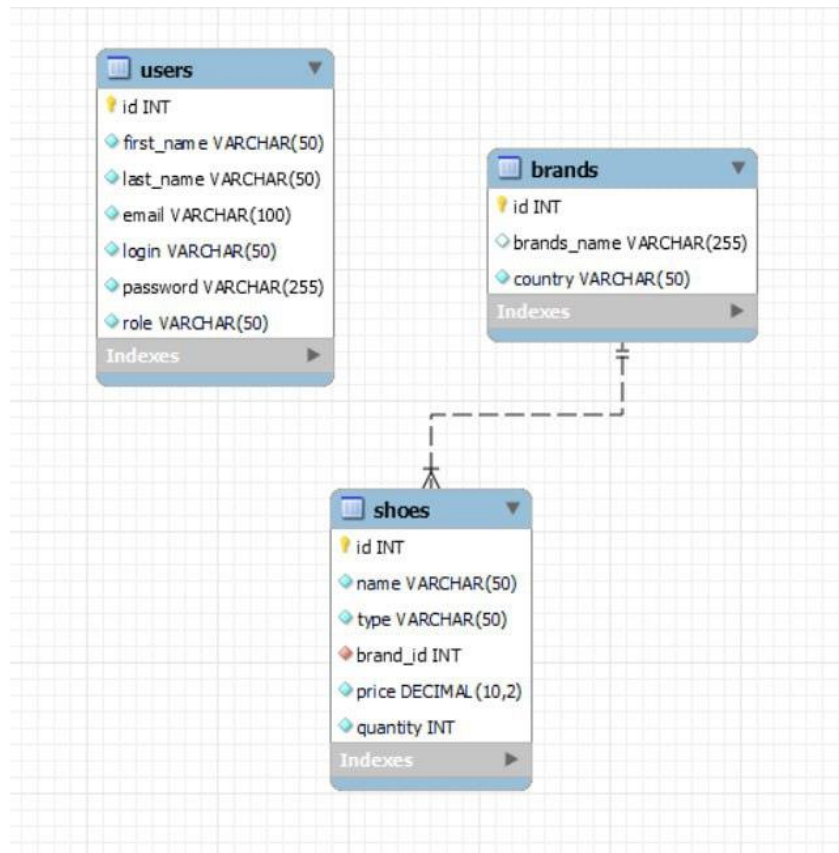 users
id INT
first_name VARCHAR(50)
last_name VARCHAR(50)
email VARCHAR(100)
login VARCHAR(50)
password VARCHAR(255)
role VARCHAR(50)
Indexes
brands
id INT
brands_name VARCHAR(255)
country VARCHAR(50)
Indexes
shoes
id INT
name VARCHAR(50)
type VARCHAR(50)
brand_id INT
price DECIMAL(10,2)
quantity INT
Indexes